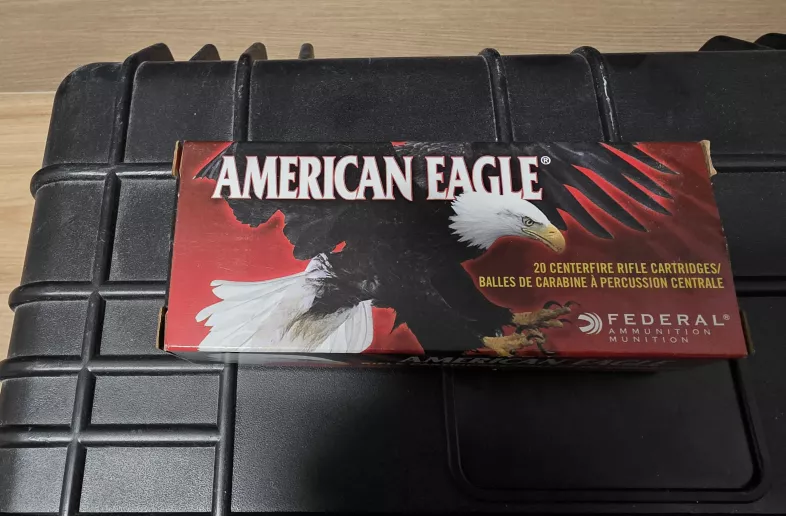 AMERICAN EAGLE®
20 CENTERFIRE RIFLE CARTRIDGES/
BALLES DE CARABINE À PERCUSSION CENTRALE
FEDERAL®
AMMUNITION
MUNITION
AMERICAN EAGLE